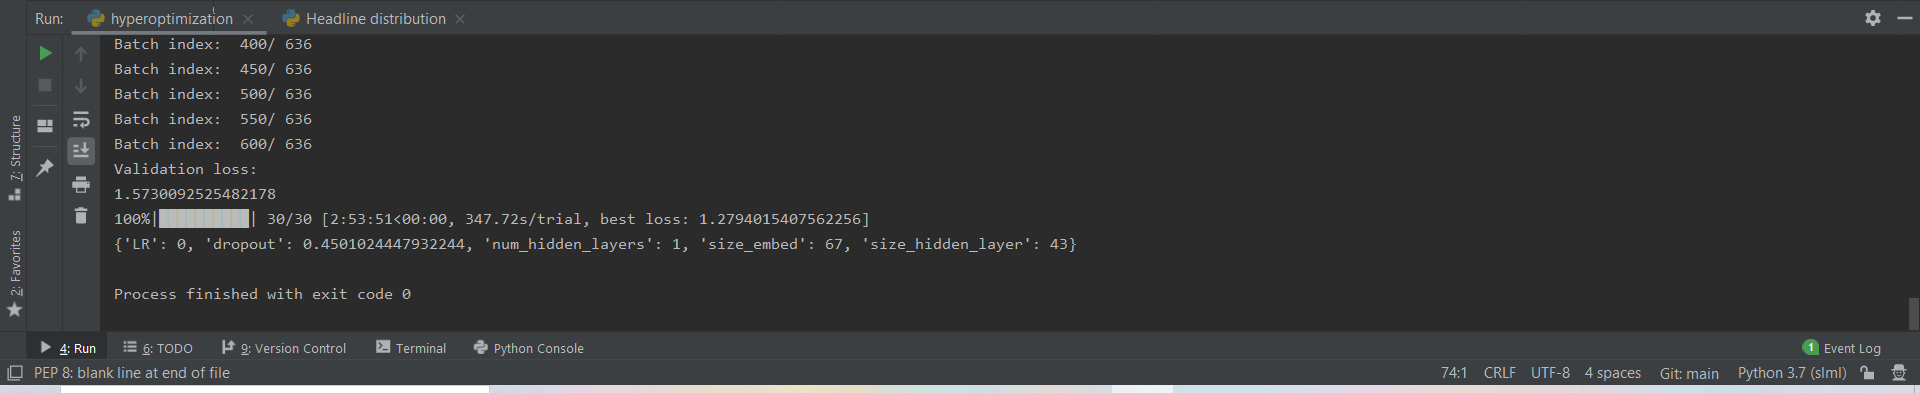 Run: hyperoptimization Headline distribution
Batch index:  400/ 636
Batch index:  450/ 636
Batch index:  500/ 636
Batch index:  550/ 636
Batch index:  600/ 636
Validation loss:
1.5730092525482178
100%|██████████| 30/30 [2:53:51<00:00, 347.72s/trial, best loss: 1.2794015407562256]
{'LR': 0, 'dropout': 0.4501024447932244, 'num_hidden_layers': 1, 'size_embed': 67, 'size_hidden_layer': 43}
Process finished with exit code 0
7: Structure
2: Favorites
4: Run 6: TODO 9: Version Control Terminal Python Console 1 Event Log
PEP 8: blank line at end of file 74:1 CRLF UTF-8 4 spaces Git: main Python 3.7 (slml)